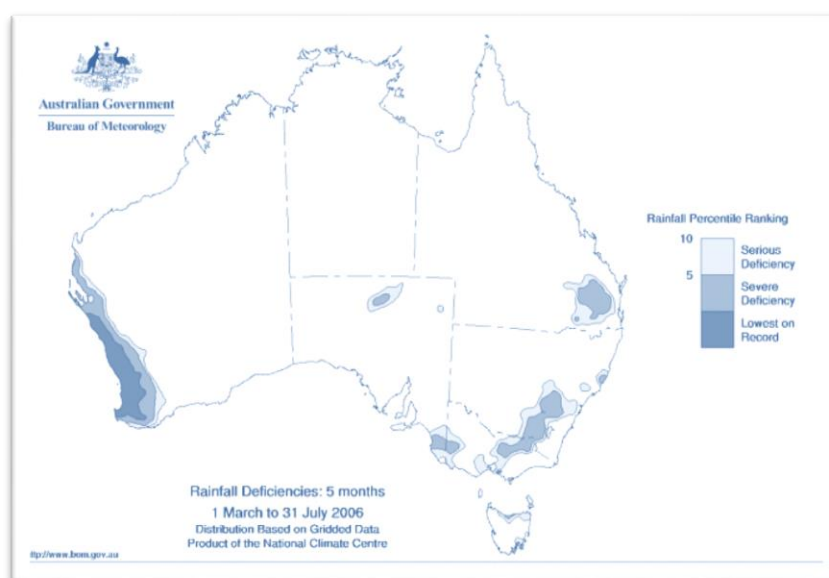 Australian Government
Bureau of Meteorology
Rainfall Percentile Ranking
10
Serious
Deficiency
5
Severe
Deficiency
Lowest on
Record
Rainfall Deficiencies: 5 months
1 March to 31 July 2006
Distribution Based on Gridded Data
Product of the National Climate Centre
ttp://www.bom.gov.au